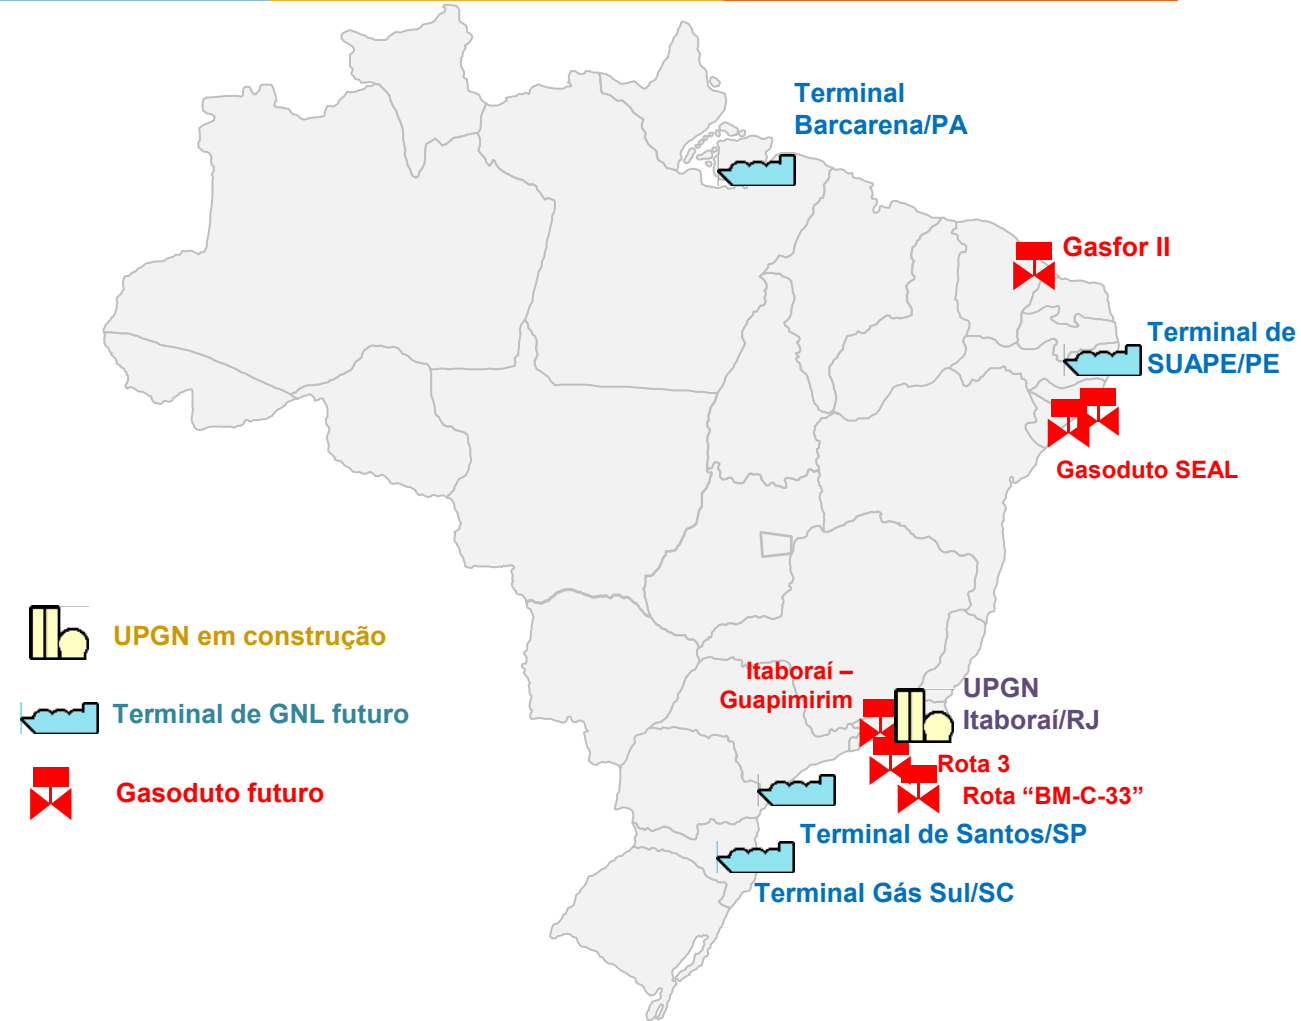 Terminal
Barcarena/PA
Gasfor II
Terminal de
SUAPE/PE
Gasoduto SEAL
UPGN em construção
Terminal de GNL futuro
Gasoduto futuro
Itaboraí –
Guapimirim
UPGN
Itaboraí/RJ
Rota 3
Rota “BM-C-33”
Terminal de Santos/SP
Terminal Gás Sul/SC